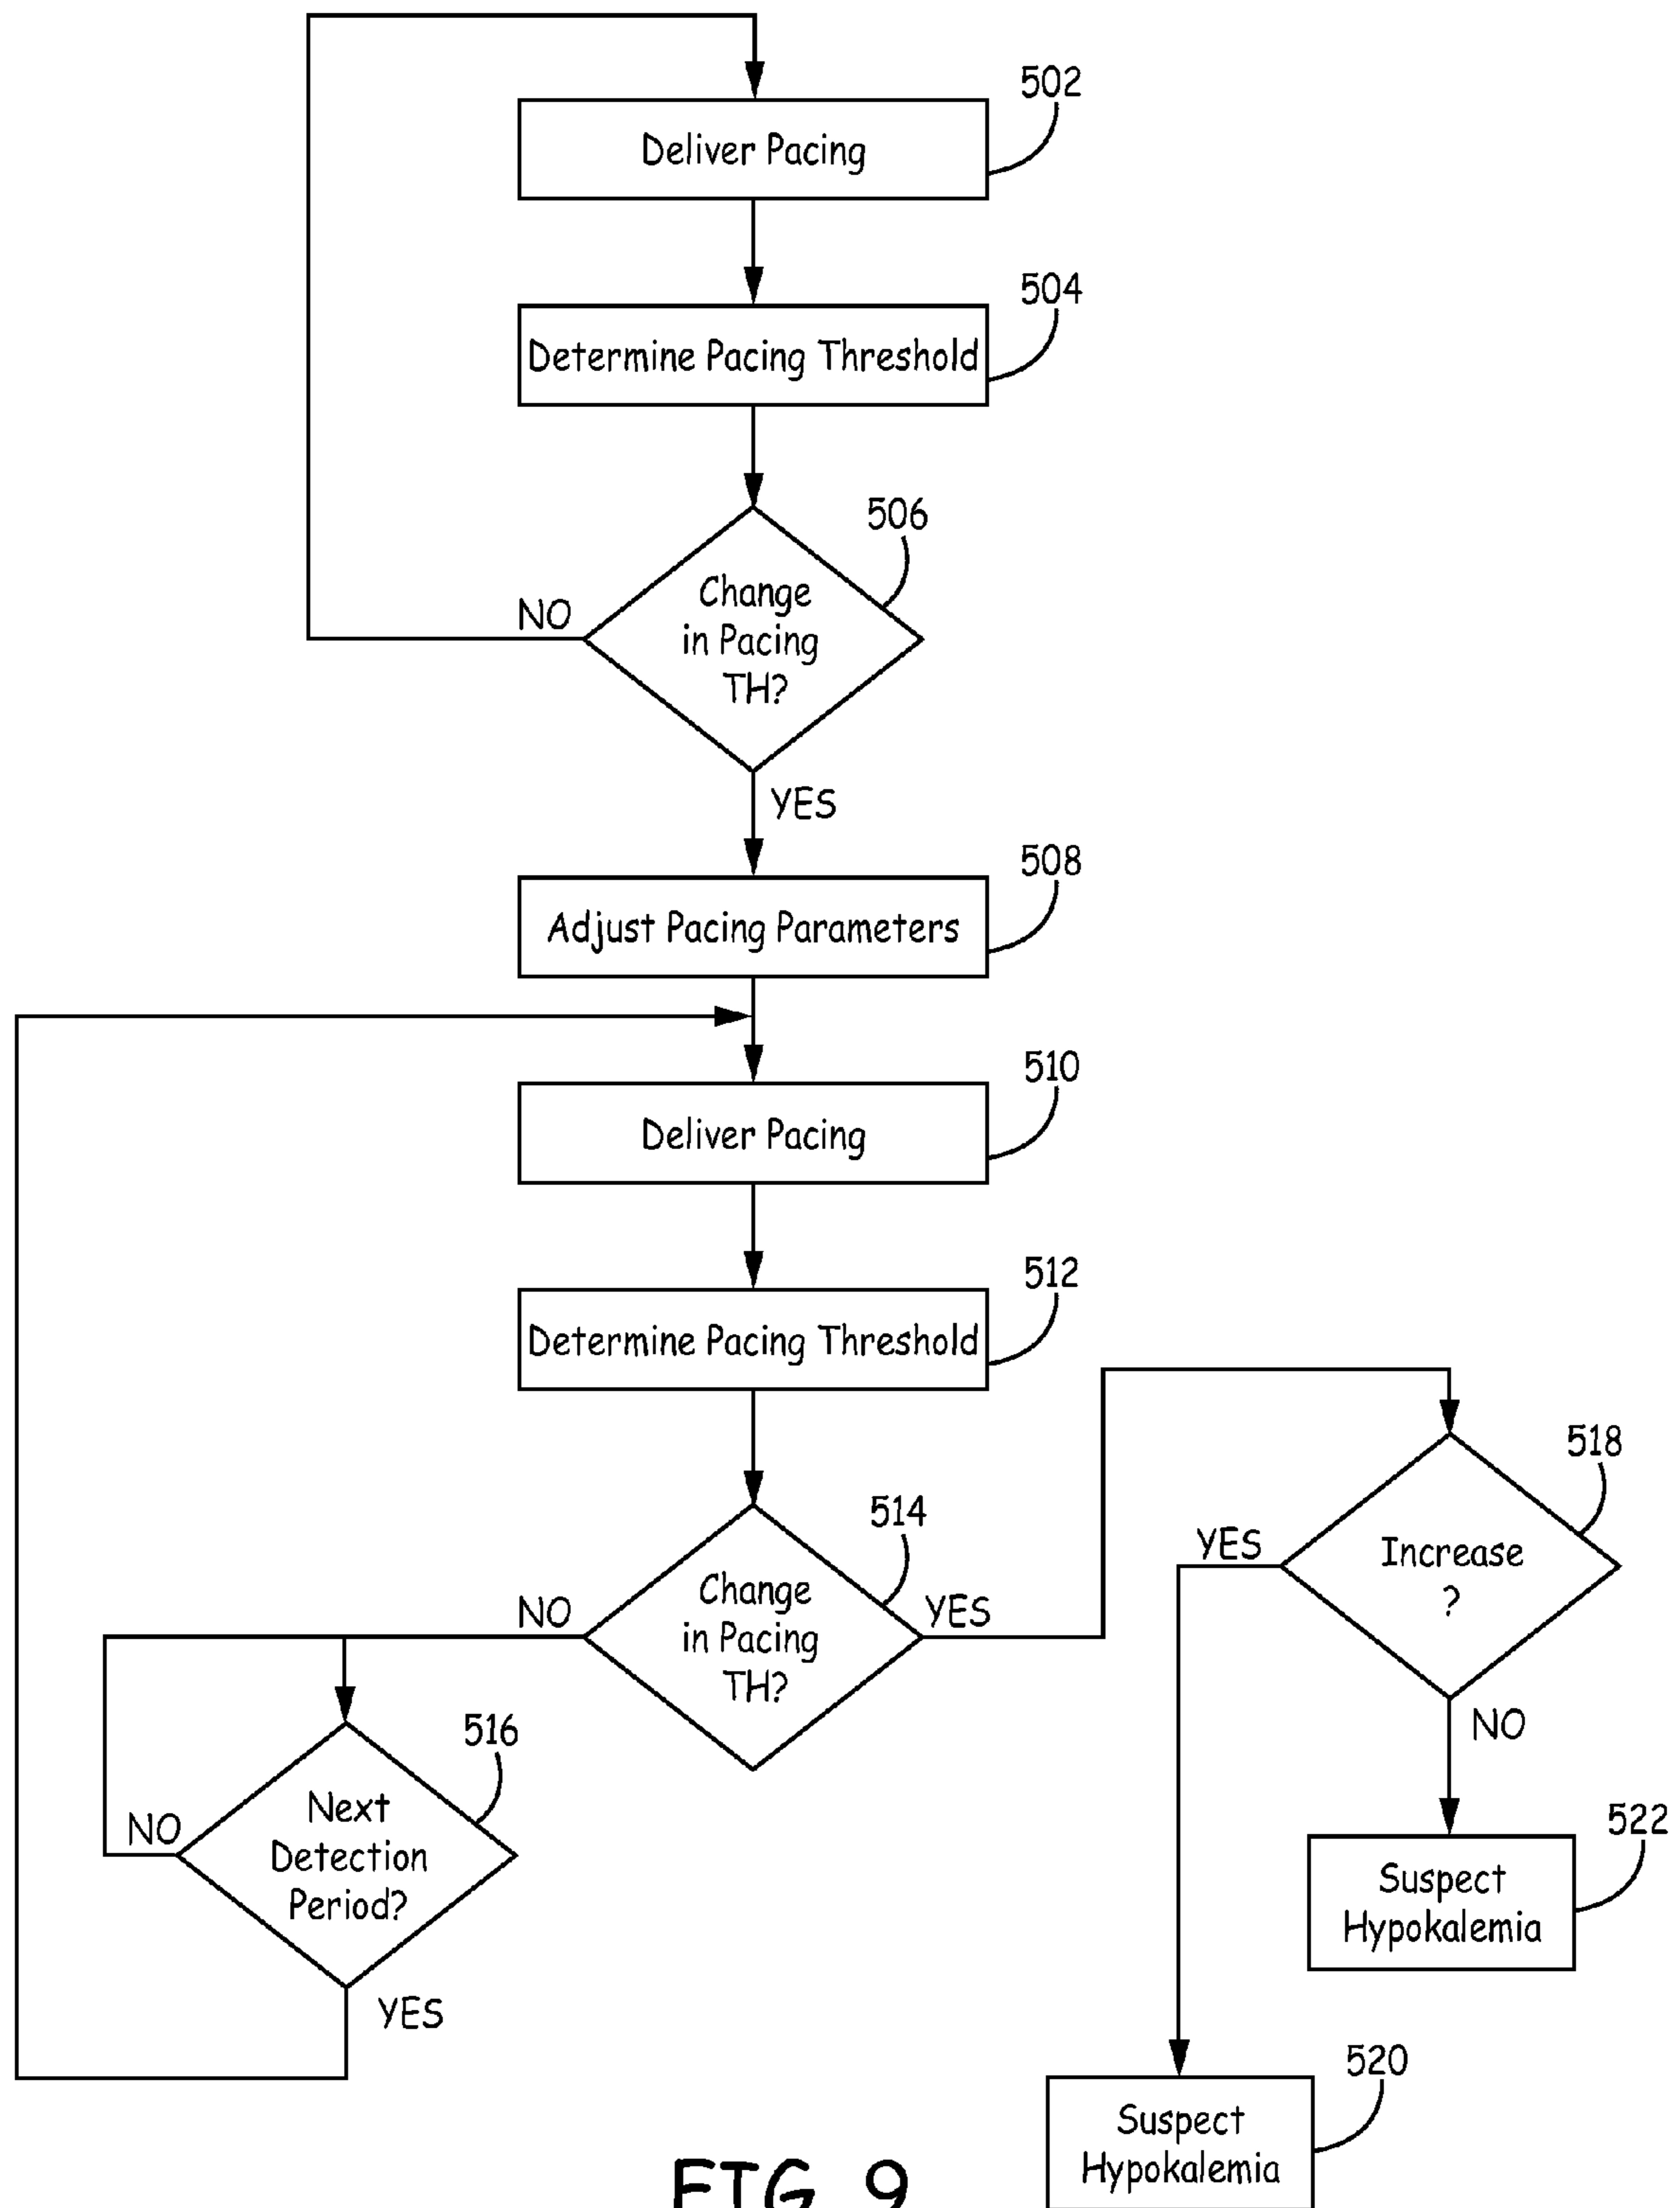 502
Deliver Pacing
504
Determine Pacing Threshold
506
Change
in Pacing
TH?
NO
YES
508
Adjust Pacing Parameters
510
Deliver Pacing
512
Determine Pacing Threshold
514
Change
in Pacing
TH?
NO
YES
516
Next
Detection
Period?
NO
YES
518
Increase
?
YES
NO
522
Suspect
Hypokalemia
520
Suspect
Hypokalemia
FIG. 9